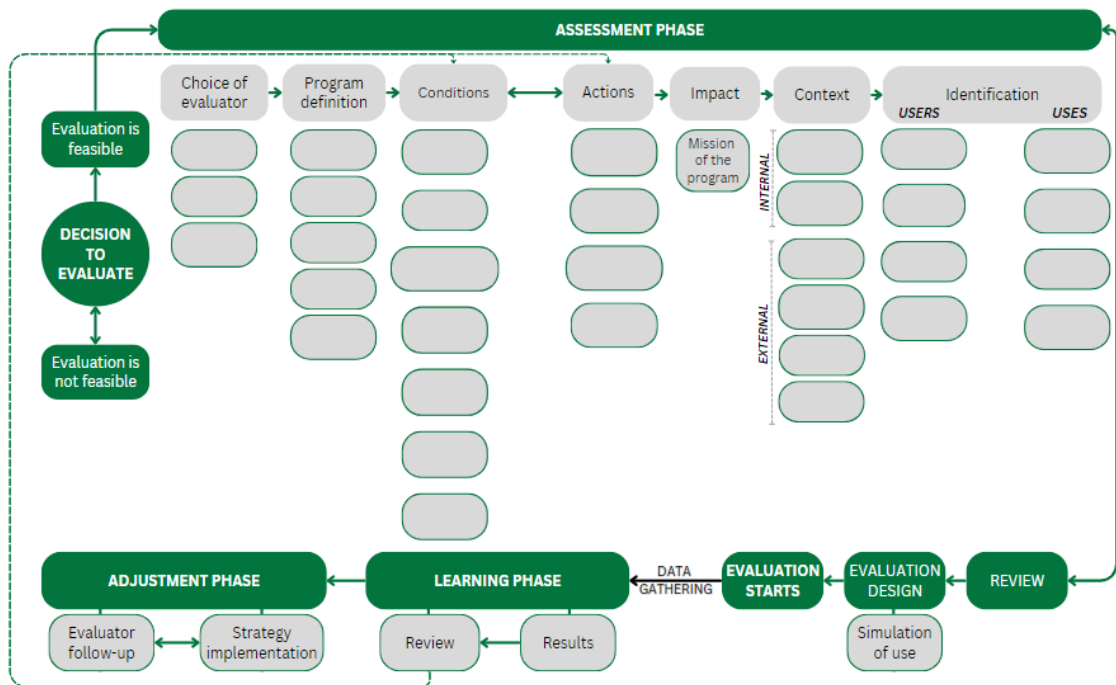 ASSESSMENT PHASE
Choice of
evaluator
Program
definition
Conditions
Actions
Impact
Context
Identification
USERS
USES
Evaluation is
feasible
Mission
of the
program
INTERNAL
DECISION
TO
EVALUATE
EXTERNAL
Evaluation is
not feasible
ADJUSTMENT PHASE
LEARNING PHASE
DATA
GATHERING
EVALUATION
STARTS
EVALUATION
DESIGN
REVIEW
Evaluator
follow-up
Strategy
implementation
Review
Results
Simulation
of use